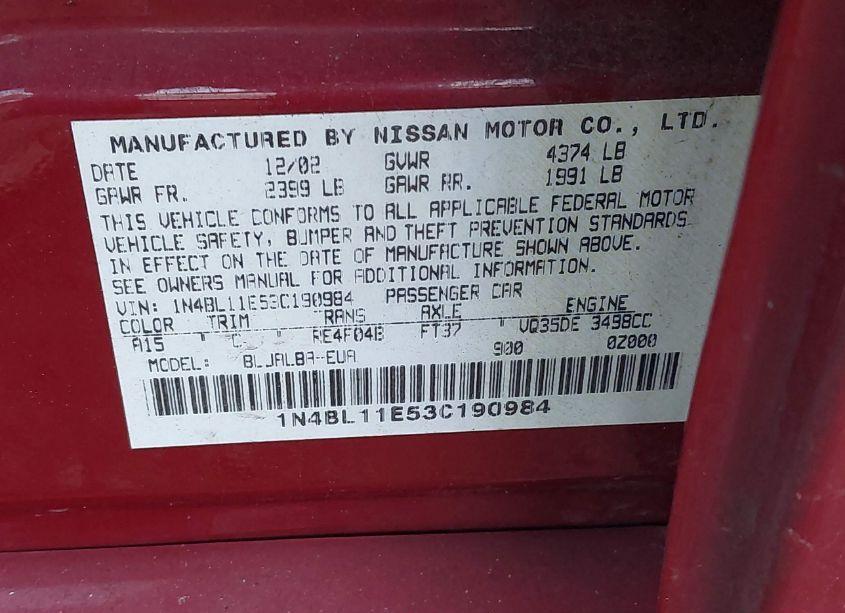 MANUFACTURED BY NISSAN MOTOR CO., LTD.
DATE 12/02 GVWR 4374 LB
GAWR FR. 2399 LB GAWR RR. 1991 LB
THIS VEHICLE CONFORMS TO ALL APPLICABLE FEDERAL MOTOR
VEHICLE SAFETY, BUMPER AND THEFT PREVENTION STANDARDS
IN EFFECT ON THE DATE OF MANUFACTURE SHOWN ABOVE.
SEE OWNERS MANUAL FOR ADDITIONAL INFORMATION.
VIN: 1N4BL11E53C190984 PASSENGER CAR
COLOR TRIM TRANS AXLE ENGINE
A15 " C " RE4F04B FT37 VQ35DE 3498CC
MODEL: BLJALBA-EUA 900 0Z000
1N4BL11E53C190984